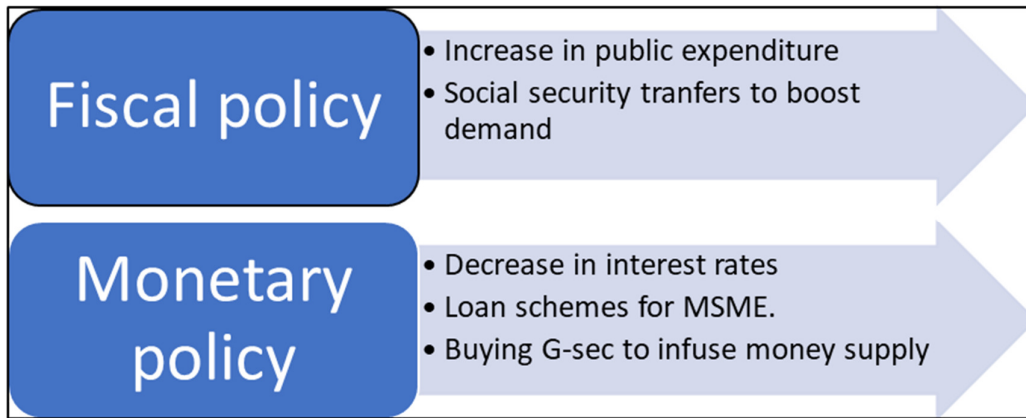 Fiscal policy
• Increase in public expenditure
• Social security tranfers to boost
demand
Monetary
policy
• Decrease in interest rates
• Loan schemes for MSME.
• Buying G-sec to infuse money supply